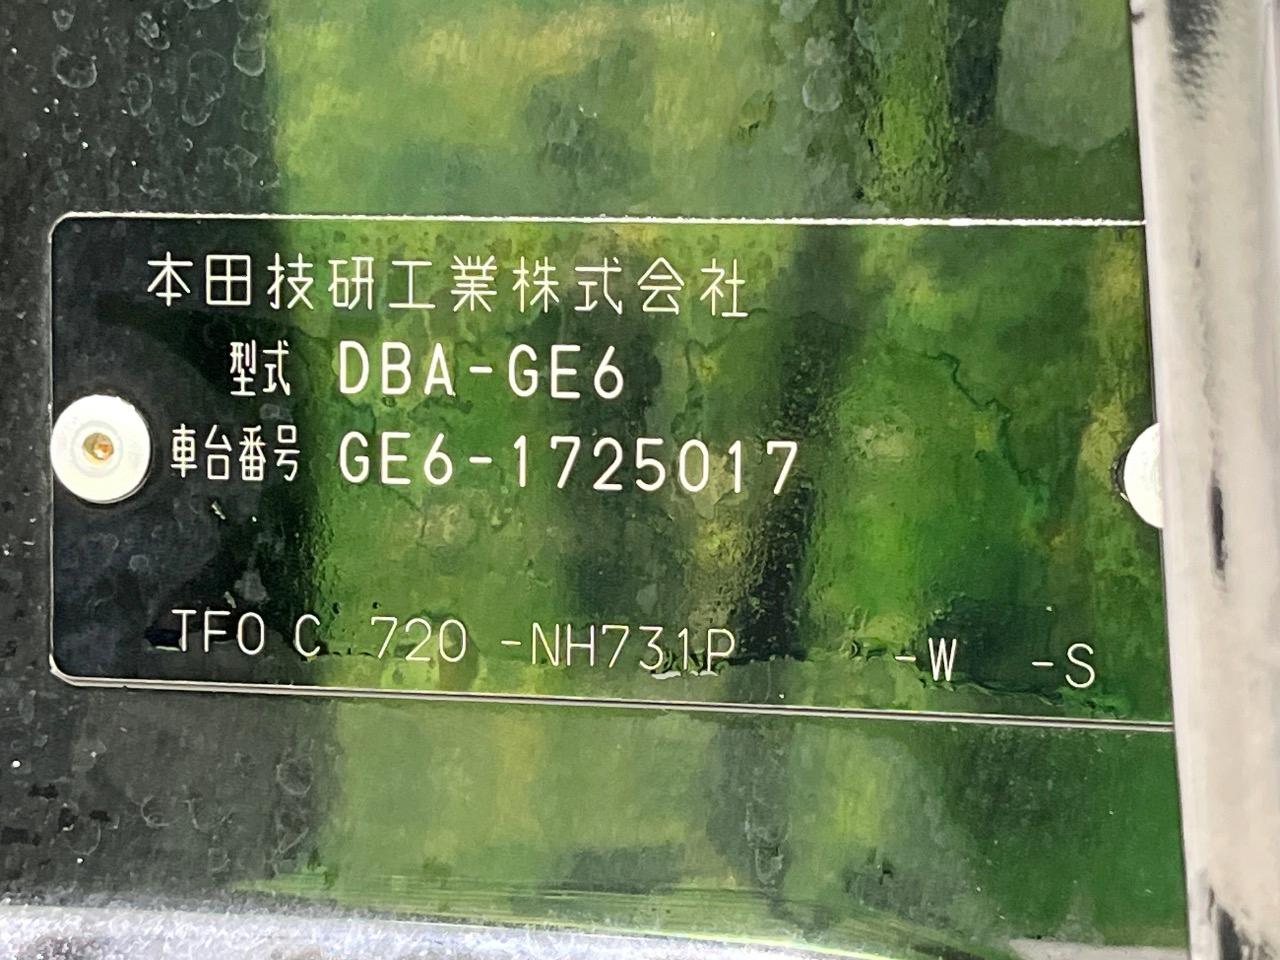 本田技研工業株式会社
型式 DBA-GE6
車台番号 GE6-1725017
TF0 C 720 -NH731P -W -S